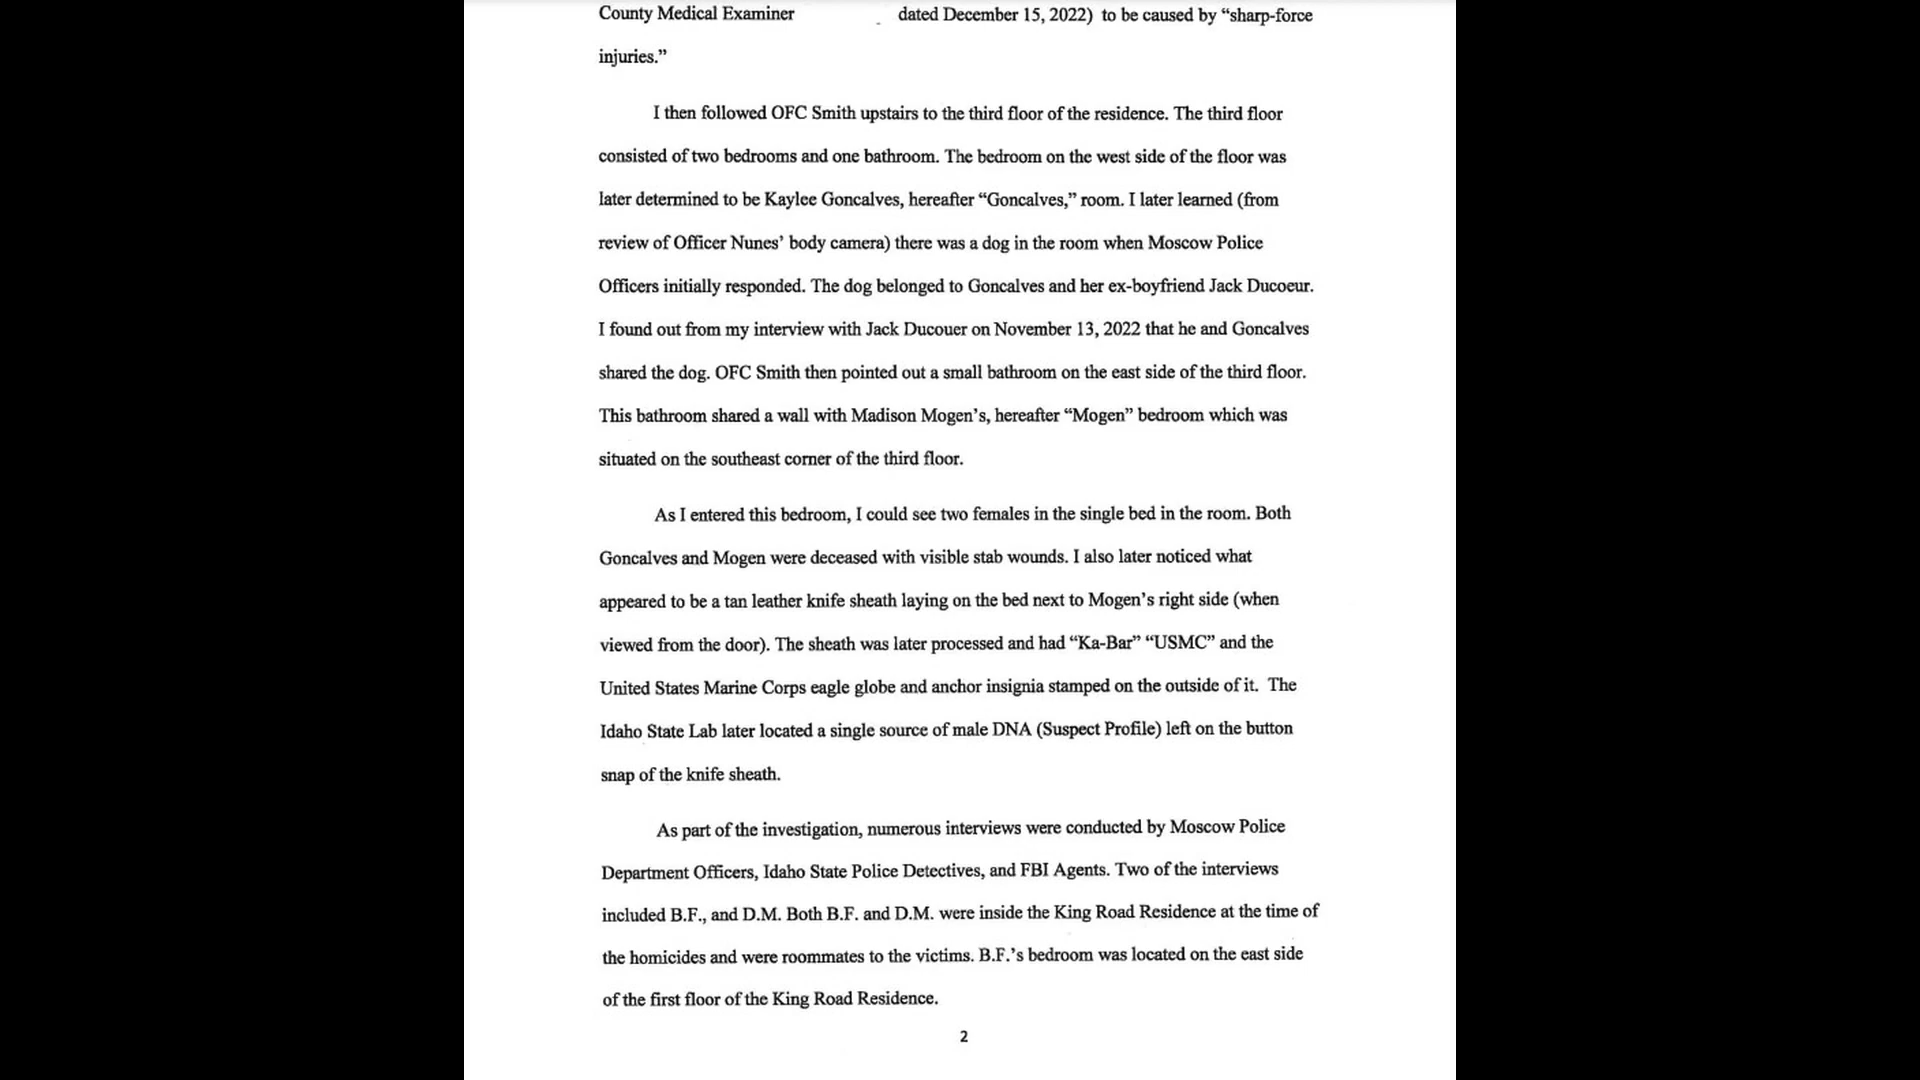 County Medical Examiner dated December 15, 2022) to be caused by “sharp-force
injuries.”
I then followed OFC Smith upstairs to the third floor of the residence. The third floor
consisted of two bedrooms and one bathroom. The bedroom on the west side of the floor was
later determined to be Kaylee Goncalves, hereafter “Goncalves,” room. I later learned (from
review of Officer Nunes’ body camera) there was a dog in the room when Moscow Police
Officers initially responded. The dog belonged to Goncalves and her ex-boyfriend Jack Ducoeur.
I found out from my interview with Jack Ducouer on November 13, 2022 that he and Goncalves
shared the dog. OFC Smith then pointed out a small bathroom on the east side of the third floor.
This bathroom shared a wall with Madison Mogen’s, hereafter “Mogen” bedroom which was
situated on the southeast corner of the third floor.
As I entered this bedroom, I could see two females in the single bed in the room. Both
Goncalves and Mogen were deceased with visible stab wounds. I also later noticed what
appeared to be a tan leather knife sheath laying on the bed next to Mogen’s right side (when
viewed from the door). The sheath was later processed and had “Ka-Bar” “USMC” and the
United States Marine Corps eagle globe and anchor insignia stamped on the outside of it. The
Idaho State Lab later located a single source of male DNA (Suspect Profile) left on the button
snap of the knife sheath.
As part of the investigation, numerous interviews were conducted by Moscow Police
Department Officers, Idaho State Police Detectives, and FBI Agents. Two of the interviews
included B.F., and D.M. Both B.F. and D.M. were inside the King Road Residence at the time of
the homicides and were roommates to the victims. B.F.’s bedroom was located on the east side
of the first floor of the King Road Residence.
2